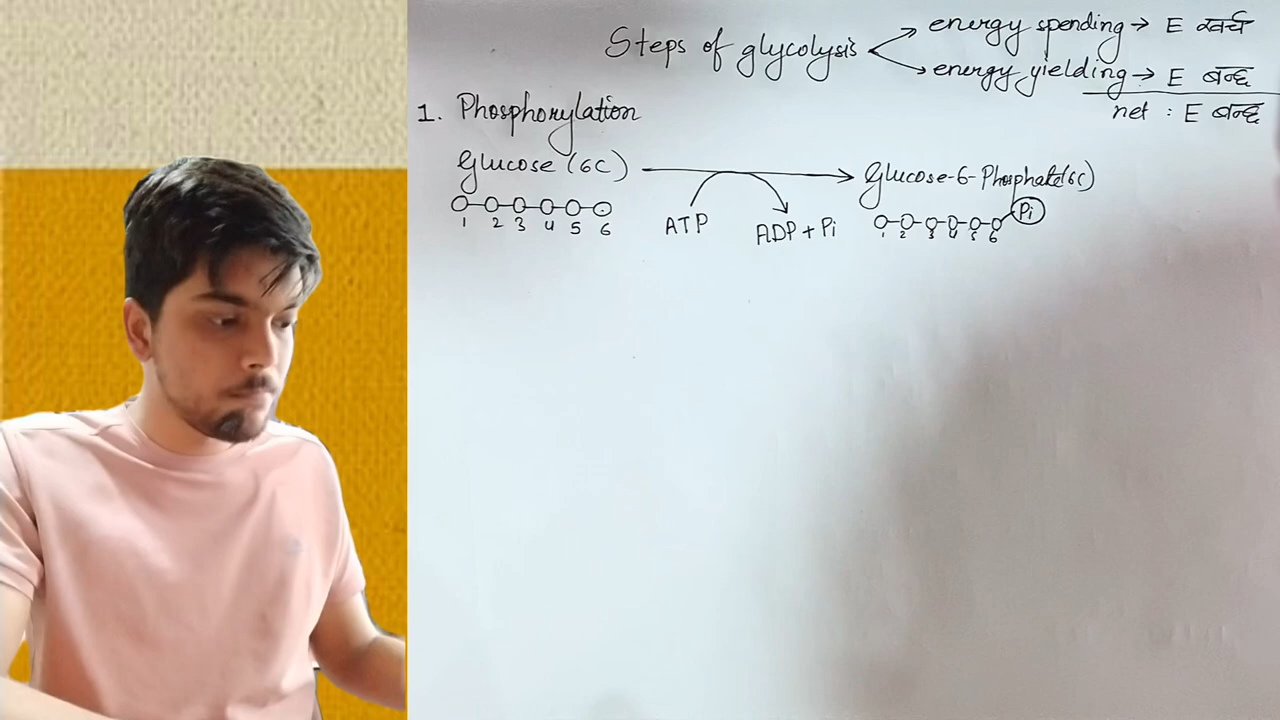 Steps of glycolysis
energy spending → E खर्च
energy yielding → E बन्छ
net : E बन्छ
1. Phosphorylation
Glucose (6C) → Glucose-6-Phosphate(6C)
ATP ADP + Pi
Pi
1 2 3 4 5 6
1 2 3 4 5 6